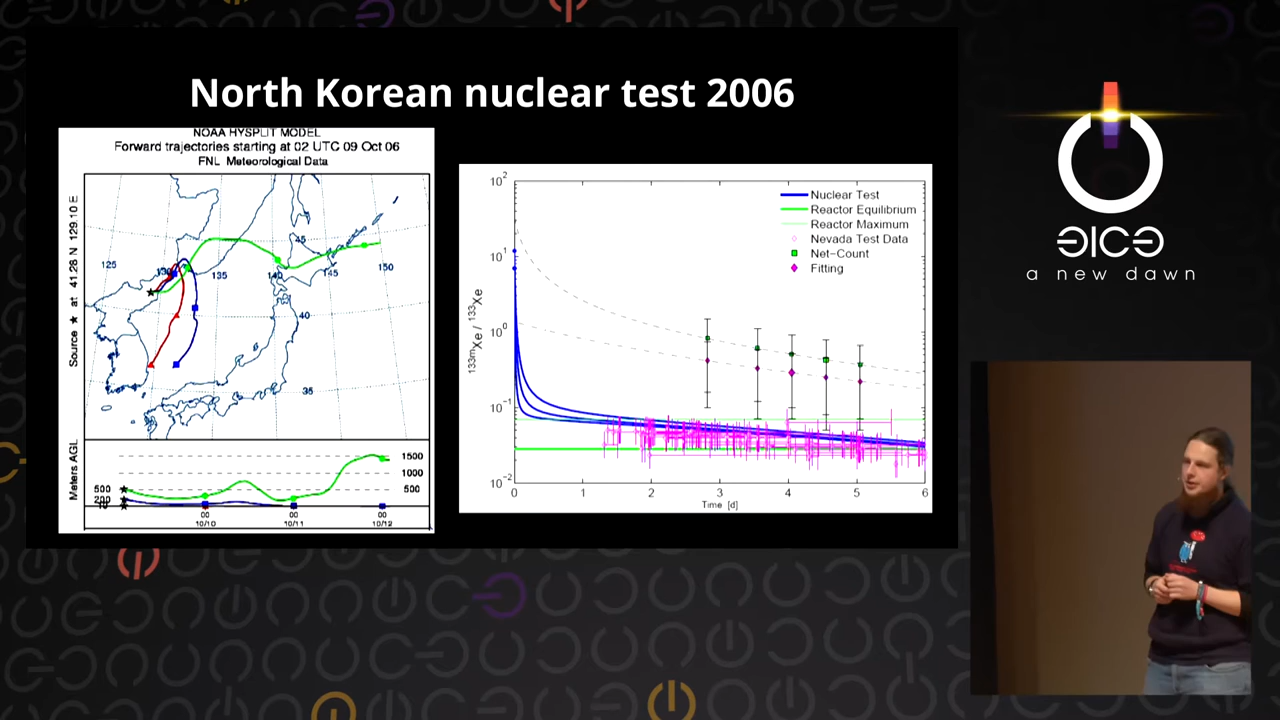 North Korean nuclear test 2006
NOAA HYSPLIT MODEL
Forward trajectories starting at 02 UTC 09 Oct 06
FNL Meteorological Data
Source ★ at 41.28 N 129.10 E
125
130
135
140
145
150
45
40
35
Meters AGL
1500
1000
500
500
200
10
00
10/10
00
10/11
00
10/12
133mXe / 133Xe
10²
10¹
10⁰
10⁻¹
10⁻²
0 1 2 3 4 5 6
Time [d]
Nuclear Test
Reactor Equilibrium
Reactor Maximum
Nevada Test Data
Net-Count
Fitting
a new dawn